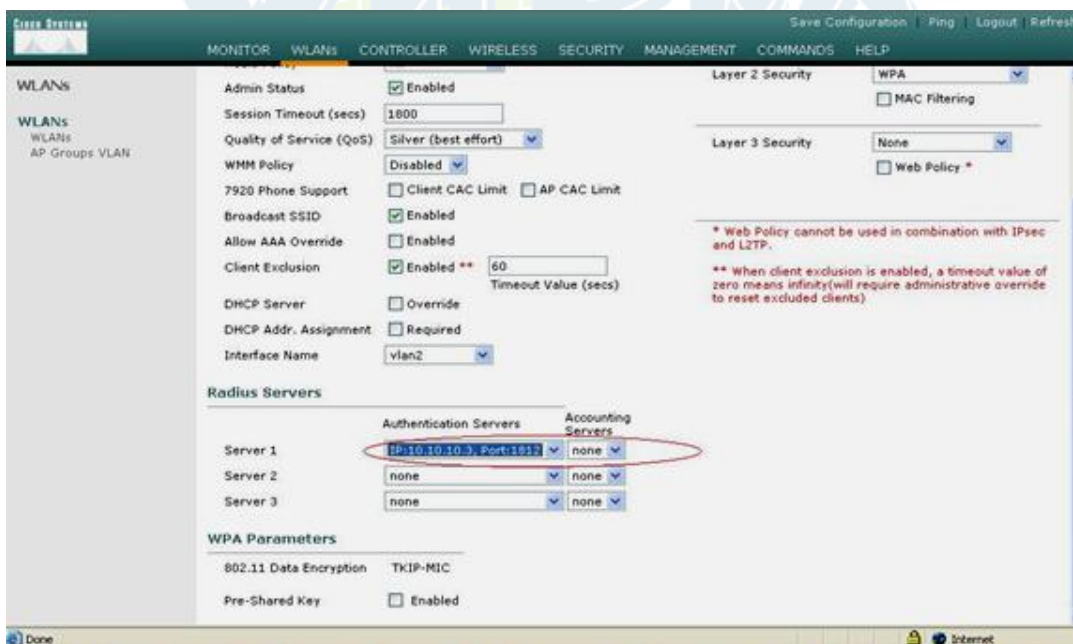 Cisco Systems
Save Configuration Ping Logout Refresh
MONITOR WLANs CONTROLLER WIRELESS SECURITY MANAGEMENT COMMANDS HELP
WLANs
WLANs
WLANs
AP Groups VLAN
Admin Status Enabled
Session Timeout (secs) 1800
Quality of Service (QoS) Silver (best effort)
WMM Policy Disabled
7920 Phone Support Client CAC Limit AP CAC Limit
Broadcast SSID Enabled
Allow AAA Override Enabled
Client Exclusion Enabled ** 60
Timeout Value (secs)
DHCP Server Override
DHCP Addr. Assignment Required
Interface Name vlan2
Layer 2 Security WPA
MAC Filtering
Layer 3 Security None
Web Policy *
* Web Policy cannot be used in combination with IPsec
and L2TP.
** When client exclusion is enabled, a timeout value of
zero means infinity(will require administrative override
to reset excluded clients)
Radius Servers
Authentication Servers Accounting
Servers
Server 1 IP:10.10.10.3, Port:1812 none
Server 2 none none
Server 3 none none
WPA Parameters
802.11 Data Encryption TKIP-MIC
Pre-Shared Key Enabled
Done Internet